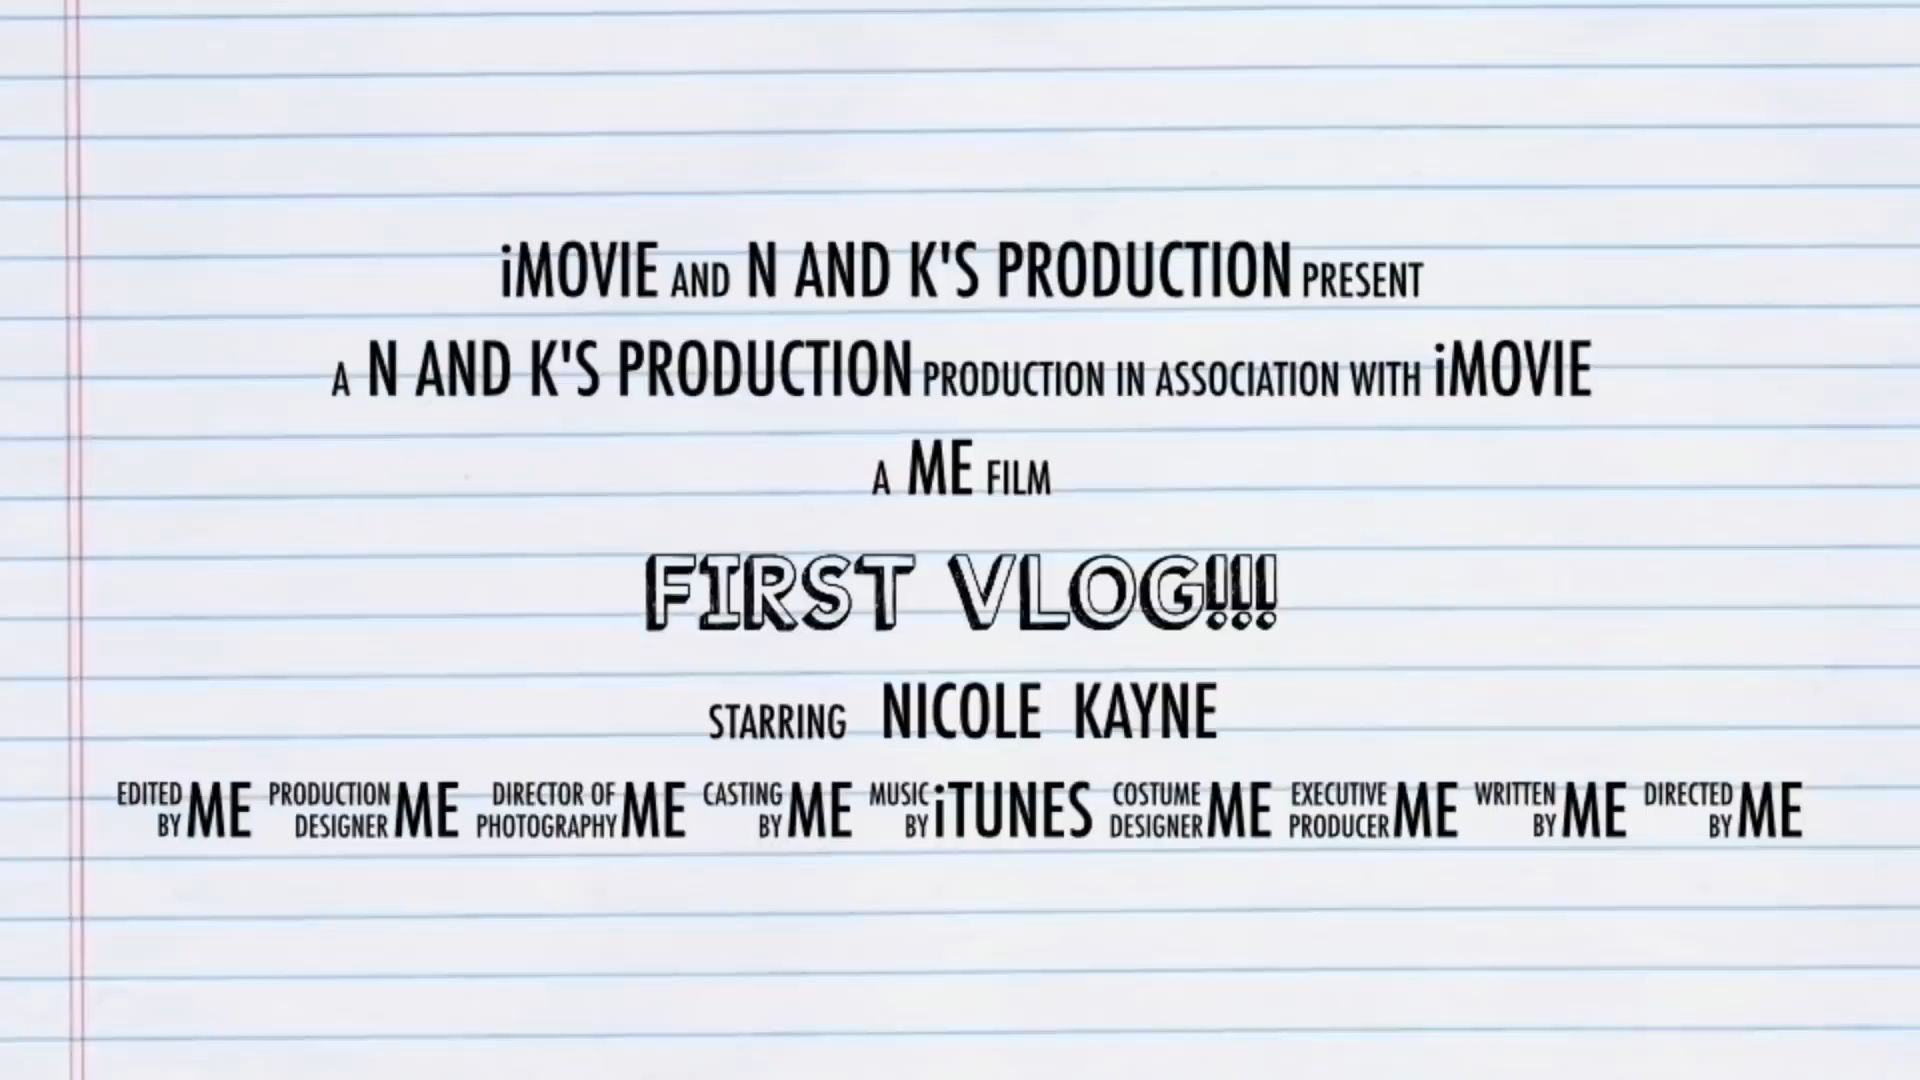 iMOVIE AND N AND K'S PRODUCTION PRESENT
A N AND K'S PRODUCTION PRODUCTION IN ASSOCIATION WITH iMOVIE
A ME FILM
FIRST VLOG!!!
STARRING NICOLE KAYNE
EDITED BY ME PRODUCTION DESIGNER ME DIRECTOR OF PHOTOGRAPHY ME CASTING BY ME MUSIC BY iTUNES COSTUME DESIGNER ME EXECUTIVE PRODUCER ME WRITTEN BY ME DIRECTED BY ME